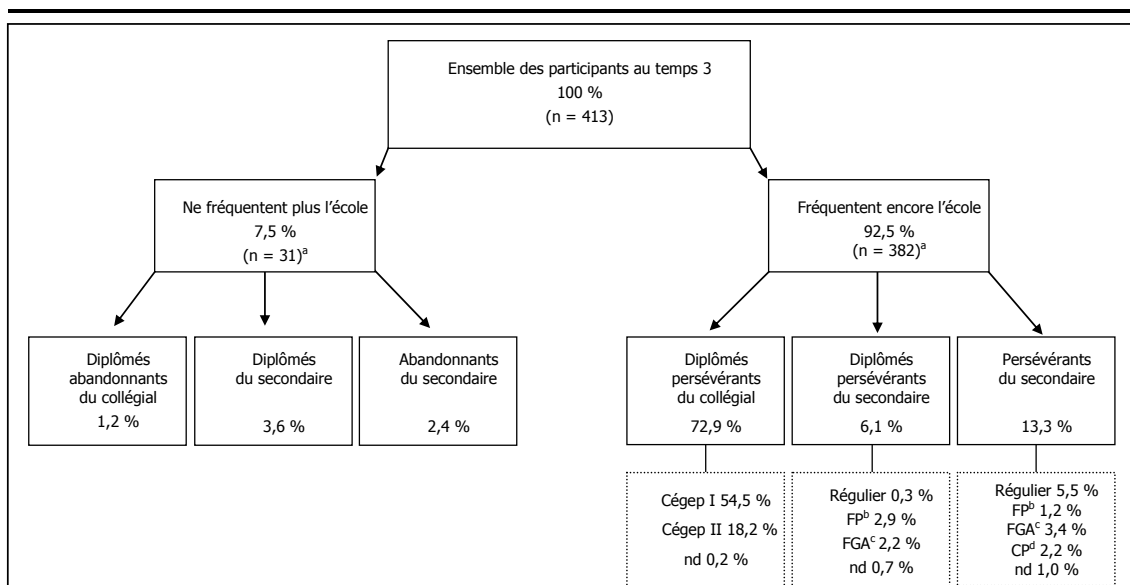 Ensemble des participants au temps 3
100 %
(n = 413)
Ne fréquentent plus l’école
7,5 %
(n = 31)a
Fréquentent encore l’école
92,5 %
(n = 382)a
Diplômés
abandonnants
du collégial
1,2 %
Diplômés
du secondaire
3,6 %
Abandonnants
du secondaire
2,4 %
Diplômés
persévérants
du collégial
72,9 %
Diplômés
persévérants
du secondaire
6,1 %
Persévérants
du secondaire
13,3 %
Cégep I 54,5 %
Cégep II 18,2 %
nd 0,2 %
Régulier 0,3 %
FPb 2,9 %
FGAc 2,2 %
nd 0,7 %
Régulier 5,5 %
FPb 1,2 %
FGAc 3,4 %
CPd 2,2 %
nd 1,0 %